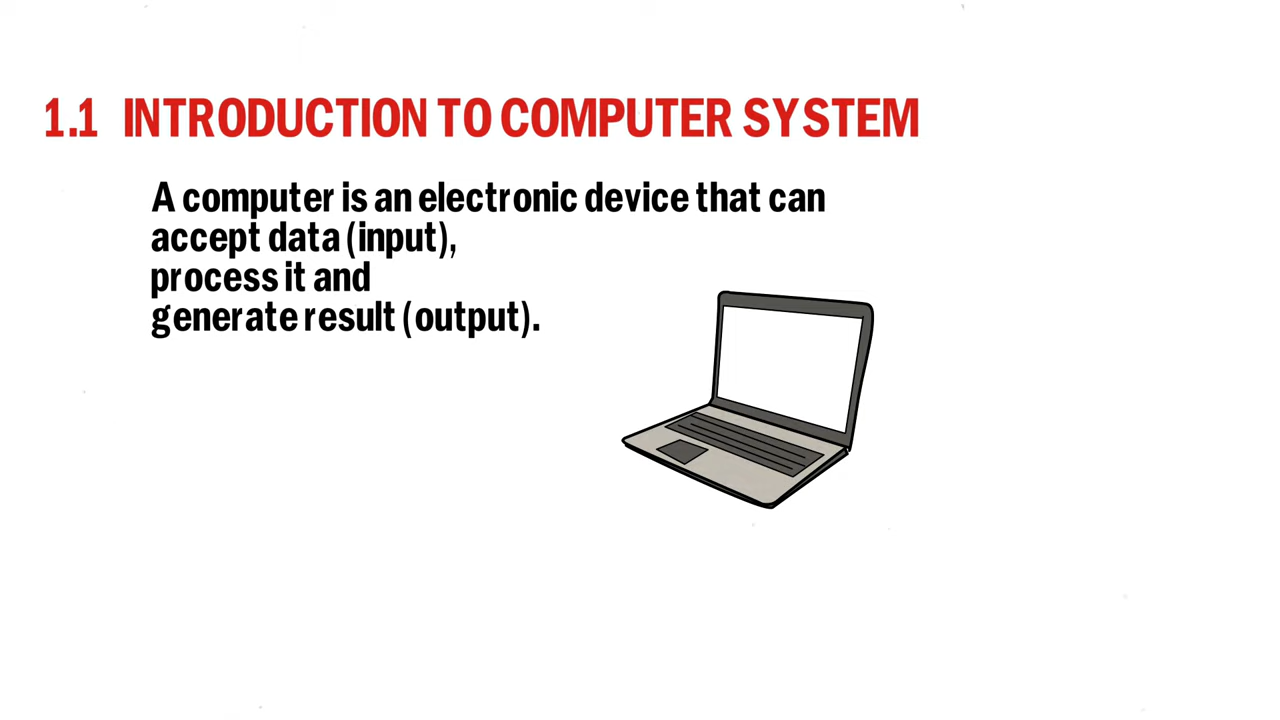 1.1 INTRODUCTION TO COMPUTER SYSTEM
A computer is an electronic device that can
accept data (input),
process it and
generate result (output).